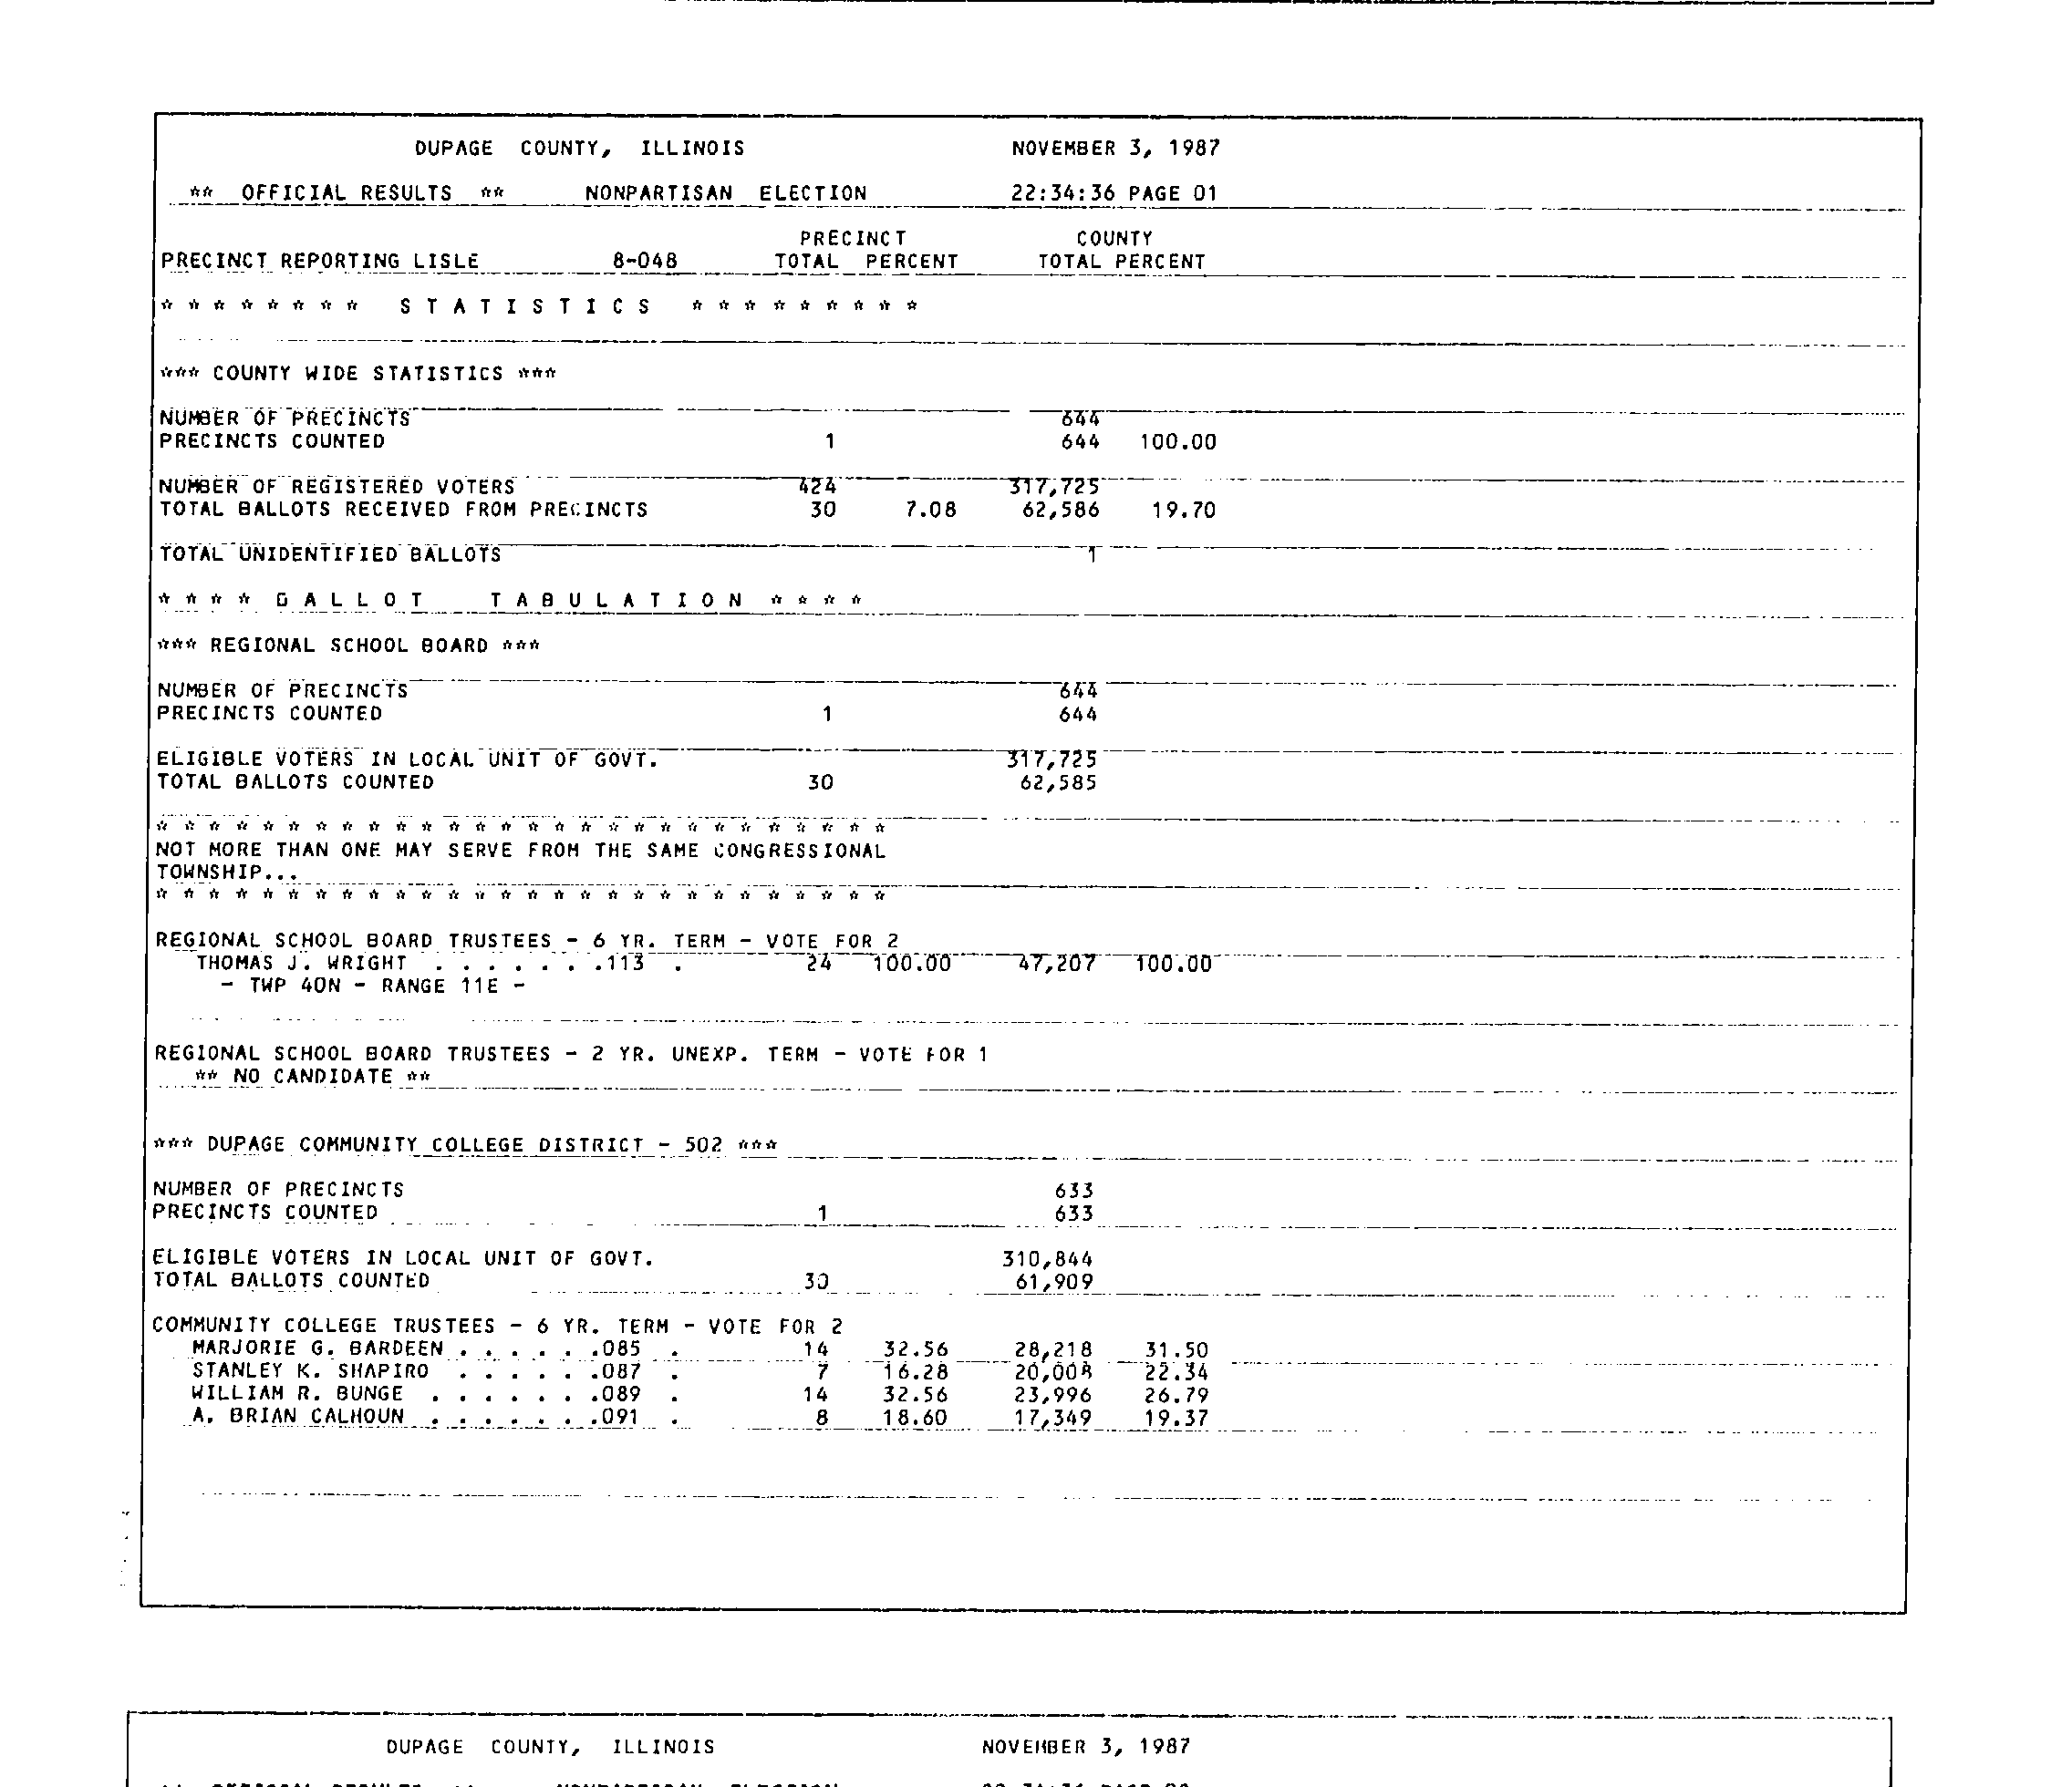 DUPAGE COUNTY, ILLINOIS NOVEMBER 3, 1987
** OFFICIAL RESULTS ** NONPARTISAN ELECTION 22:34:36 PAGE 01
PRECINCT COUNTY
PRECINCT REPORTING LISLE 8-048 TOTAL PERCENT TOTAL PERCENT
* * * * * * * * S T A T I S T I C S * * * * * * * * *
*** COUNTY WIDE STATISTICS ***
NUMBER OF PRECINCTS 644
PRECINCTS COUNTED 1 644 100.00
NUMBER OF REGISTERED VOTERS 424 317,725
TOTAL BALLOTS RECEIVED FROM PRECINCTS 30 7.08 62,586 19.70
TOTAL UNIDENTIFIED BALLOTS 1
* * * * B A L L O T T A B U L A T I O N * * * *
*** REGIONAL SCHOOL BOARD ***
NUMBER OF PRECINCTS 644
PRECINCTS COUNTED 1 644
ELIGIBLE VOTERS IN LOCAL UNIT OF GOVT. 317,725
TOTAL BALLOTS COUNTED 30 62,585
* * * * * * * * * * * * * * * * * * * * * * * * * * * *
NOT MORE THAN ONE MAY SERVE FROM THE SAME CONGRESSIONAL
TOWNSHIP...
* * * * * * * * * * * * * * * * * * * * * * * * * * * *
REGIONAL SCHOOL BOARD TRUSTEES - 6 YR. TERM - VOTE FOR 2
THOMAS J. WRIGHT . . . . . . .113 . 24 100.00 47,207 100.00
- TWP 40N - RANGE 11E -
REGIONAL SCHOOL BOARD TRUSTEES - 2 YR. UNEXP. TERM - VOTE FOR 1
** NO CANDIDATE **
*** DUPAGE COMMUNITY COLLEGE DISTRICT - 502 ***
NUMBER OF PRECINCTS 633
PRECINCTS COUNTED 1 633
ELIGIBLE VOTERS IN LOCAL UNIT OF GOVT. 310,844
TOTAL BALLOTS COUNTED 30 61,909
COMMUNITY COLLEGE TRUSTEES - 6 YR. TERM - VOTE FOR 2
MARJORIE G. BARDEEN . . . . . .085 . 14 32.56 28,218 31.50
STANLEY K. SHAPIRO . . . . . .087 . 7 16.28 20,008 22.34
WILLIAM R. BUNGE . . . . . . .089 . 14 32.56 23,996 26.79
A. BRIAN CALHOUN . . . . . . .091 . 8 18.60 17,349 19.37
DUPAGE COUNTY, ILLINOIS NOVEMBER 3, 1987